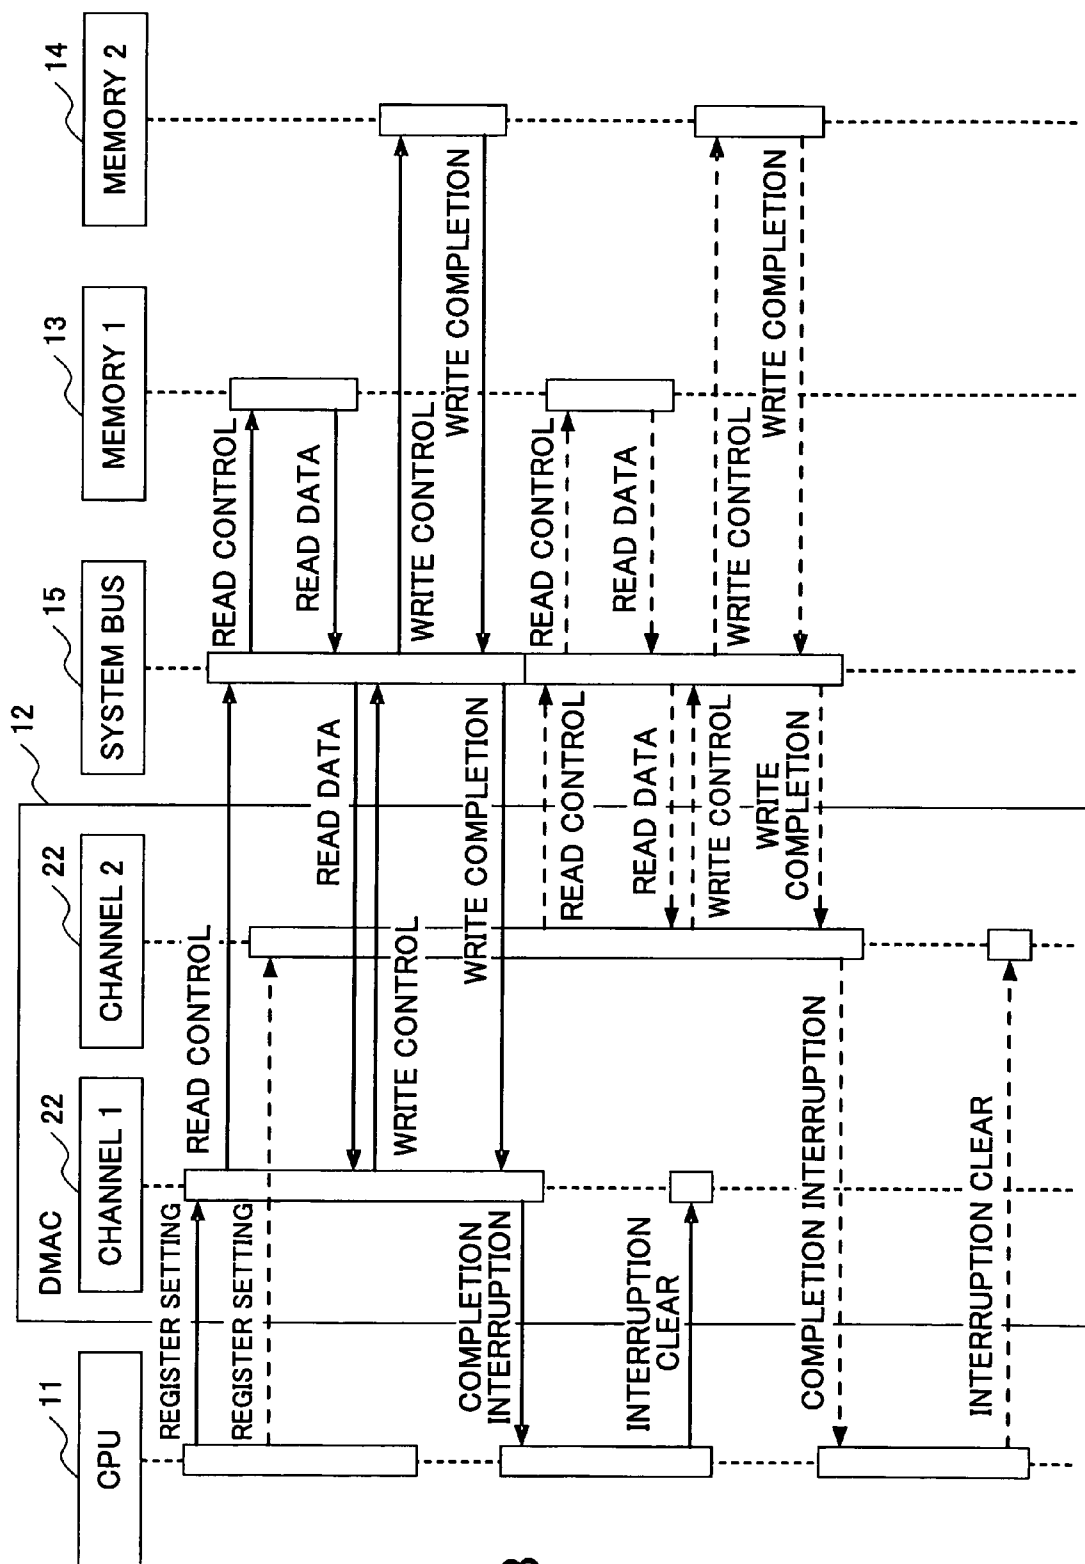 12
DMAC
11
22
22
15
13
14
CPU
CHANNEL 1
CHANNEL 2
SYSTEM BUS
MEMORY 1
MEMORY 2
REGISTER SETTING
READ CONTROL
READ CONTROL
REGISTER SETTING
READ DATA
READ DATA
WRITE CONTROL
WRITE CONTROL
WRITE COMPLETION
COMPLETION
INTERRUPTION
WRITE COMPLETION
READ CONTROL
READ CONTROL
READ DATA
READ DATA
INTERRUPTION
CLEAR
WRITE CONTROL
WRITE CONTROL
WRITE
COMPLETION
WRITE COMPLETION
COMPLETION INTERRUPTION
INTERRUPTION CLEAR